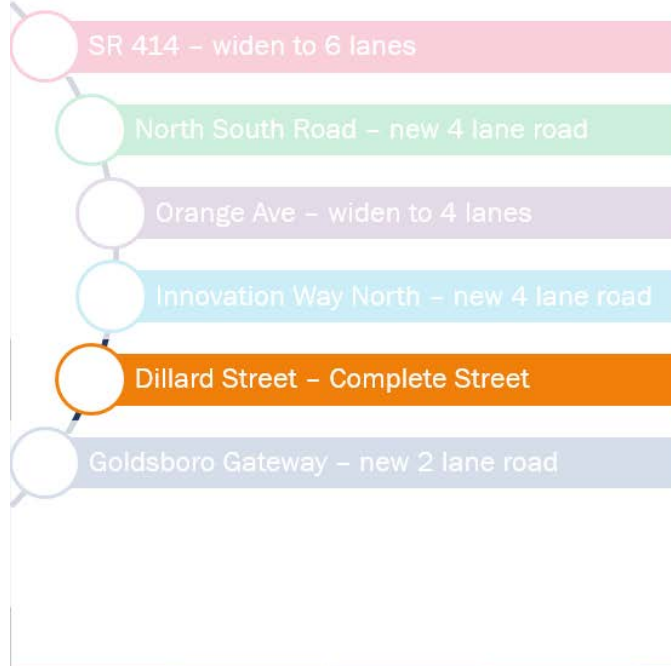 SR 414 – widen to 6 lanes
North South Road – new 4 lane road
Orange Ave – widen to 4 lanes
Innovation Way North – new 4 lane road
Dillard Street – Complete Street
Goldsboro Gateway – new 2 lane road